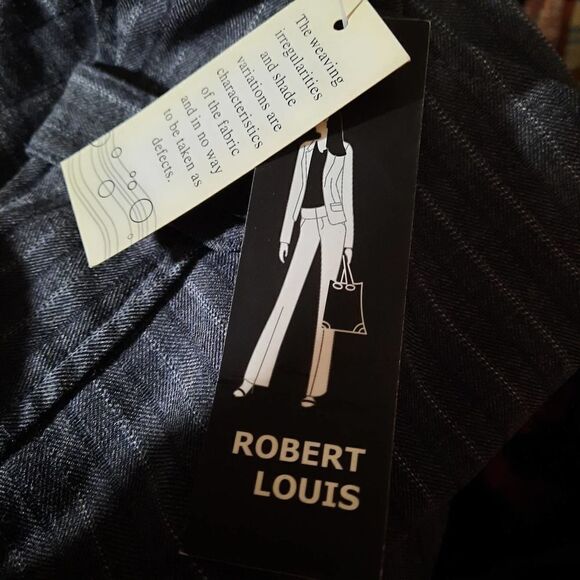 The weaving
irregularities
and shade
variations are
characteristics
of the fabric
and in no way
to be taken as
defects.
ROBERT
LOUIS